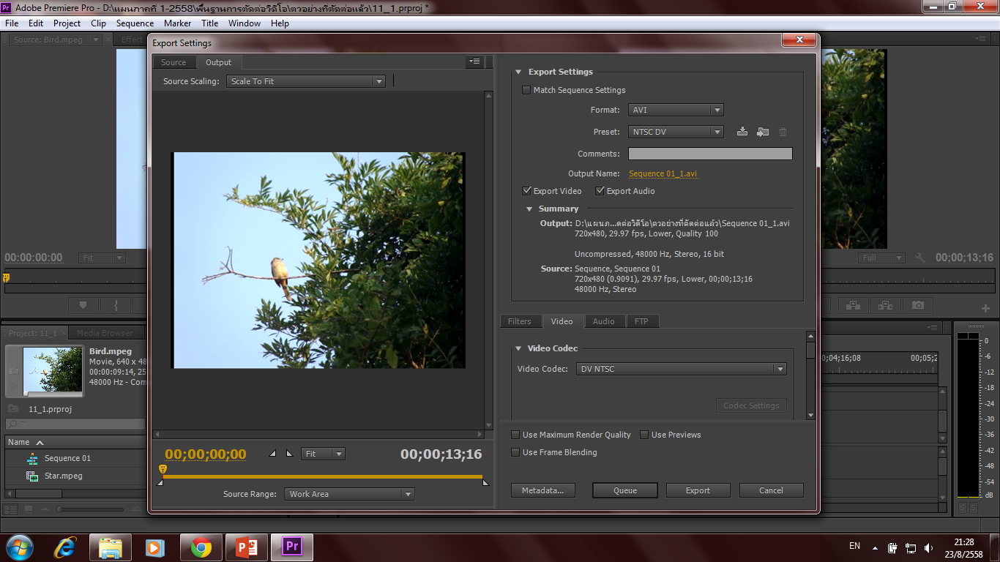 Adobe Premiere Pro - D:\แผนภาคที่ 1-2558\พื้นฐานการตัดต่อวิดีโอ\ตวอย่างที่ตัดต่อแล้ว\11_1.prproj *
File Edit Project Clip Sequence Marker Title Window Help
Source: Bird.mpeg
Effect
Export Settings
Source Output
Source Scaling: Scale To Fit
Export Settings
Match Sequence Settings
Format: AVI
Preset: NTSC DV
Comments:
Output Name: Sequence 01_1.avi
Export Video Export Audio
Summary
Output: D:\แผนภ...ดต่อวิดีโอ\ตวอย่างที่ตัดต่อแล้ว\Sequence 01_1.avi
720x480, 29.97 fps, Lower, Quality 100
Uncompressed, 48000 Hz, Stereo, 16 bit
Source: Sequence, Sequence 01
720x480 (0.9091), 29.97 fps, Lower, 00;00;13;16
48000 Hz, Stereo
Filters Video Audio FTP
Video Codec
Video Codec: DV NTSC
Codec Settings
Use Maximum Render Quality Use Previews
Use Frame Blending
00;00;00;00 Fit 00;00;13;16
Source Range: Work Area
Metadata... Queue Export Cancel
00:00:00:00 Fit
Full 00;00;13;16
Project: 11_1 Media Browser
Bird.mpeg
Movie, 640 x 48
00:00:09:14, 25
48000 Hz - Com
11_1.prproj
Name
Sequence 01
Star.mpeg
0;04;16;08 00;05;2
0
-6
-12
-18
-24
-30
-36
-42
-48
-54
dB
S S
EN
21:28
23/8/2558